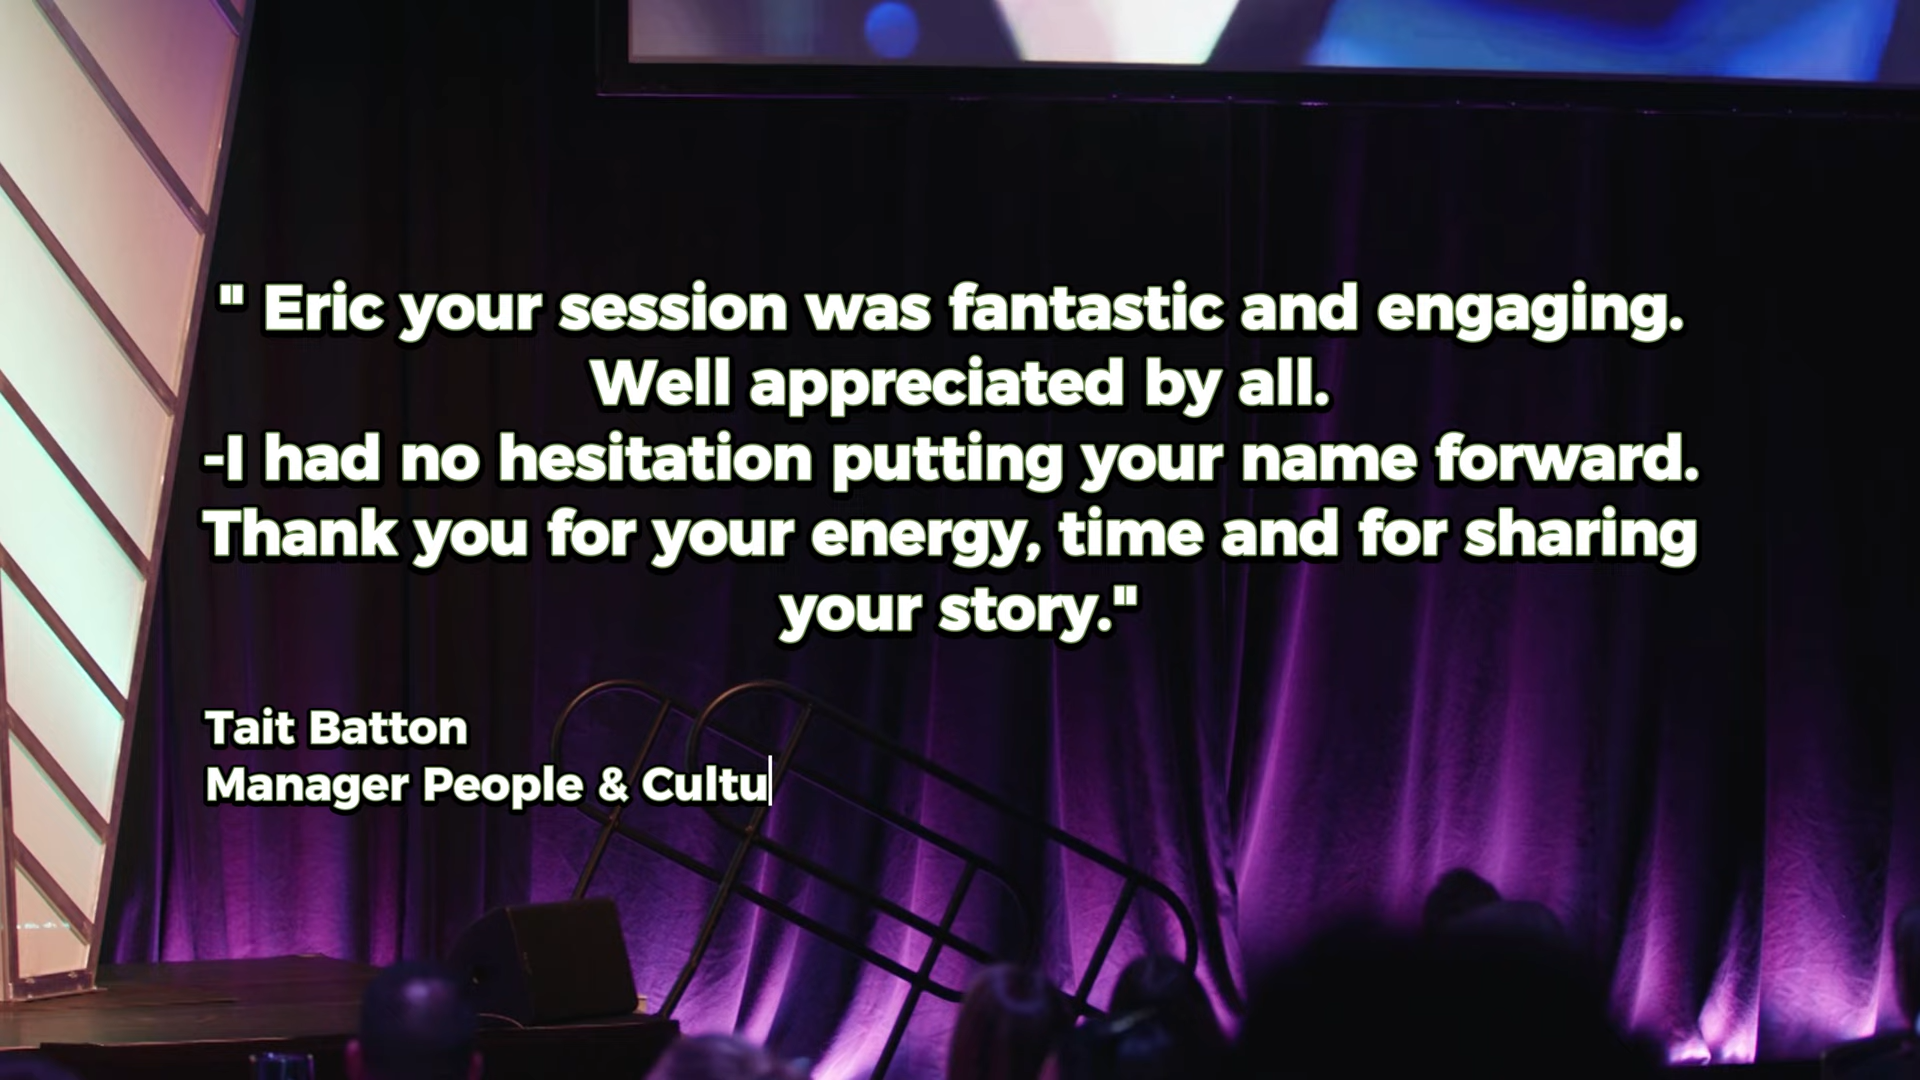 " Eric your session was fantastic and engaging.
Well appreciated by all.
-I had no hesitation putting your name forward.
Thank you for your energy, time and for sharing
your story."
Tait Batton
Manager People & Cultu